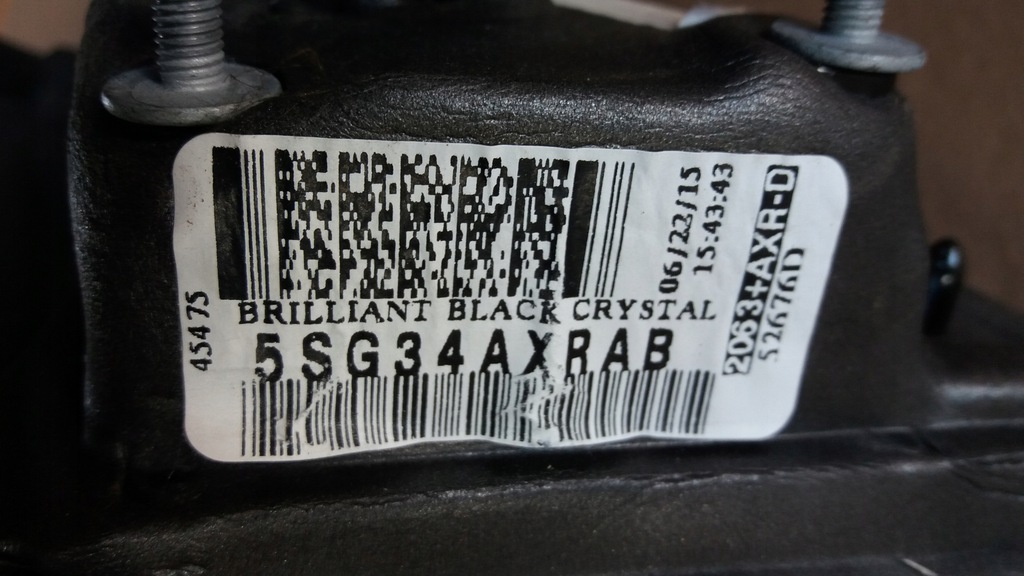 45475
BRILLIANT BLACK CRYSTAL
5SG34AXRAB
06/22/15
15:43:43
2063+AXR-D
52676D